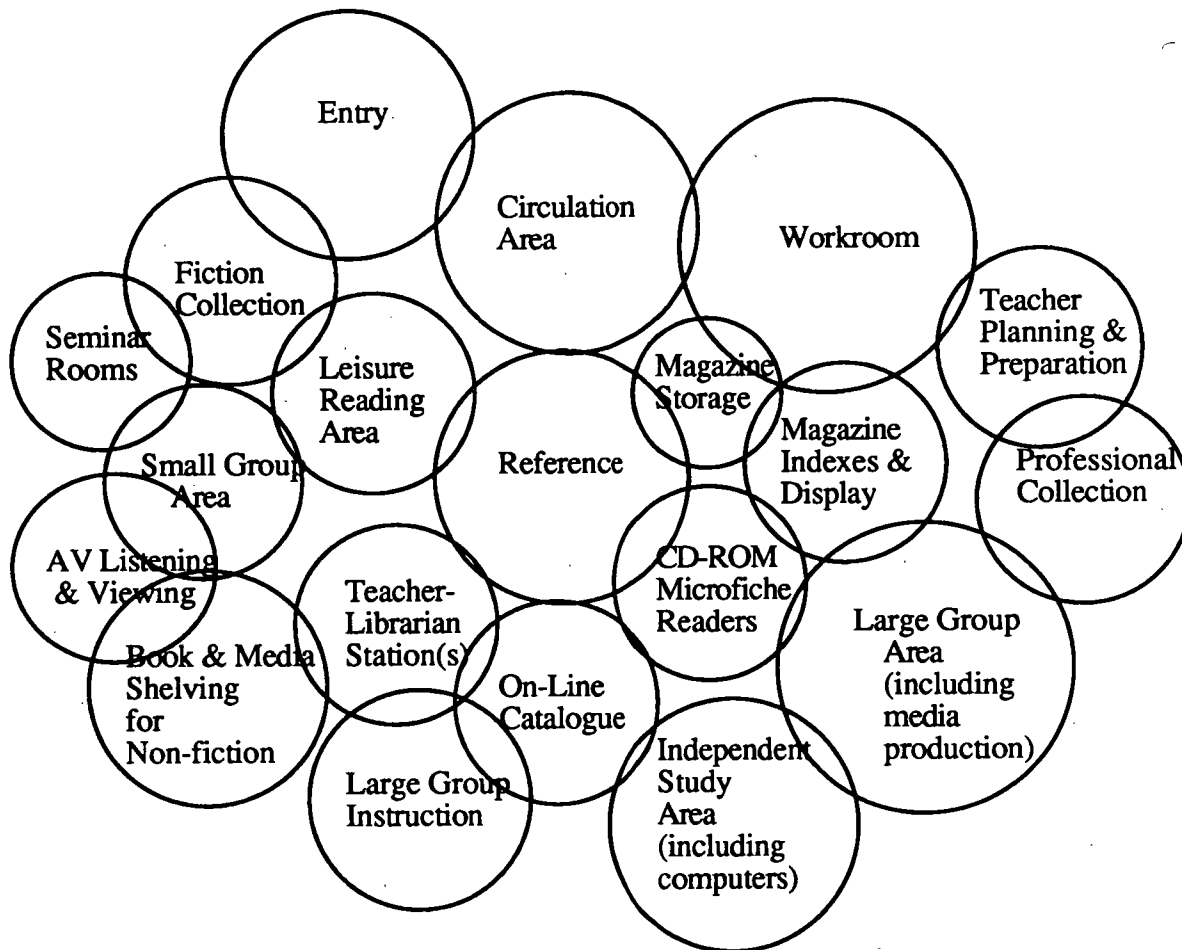 Entry
Circulation
Area
Workroom
Fiction
Collection
Teacher
Planning &
Preparation
Seminar
Rooms
Leisure
Reading
Area
Magazine
Storage
Magazine
Indexes &
Display
Reference
Professional
Collection
Small Group
Area
AV Listening
& Viewing
Teacher-
Librarian
Station(s)
CD-ROM
Microfiche
Readers
Large Group
Area
(including
media
production)
Book & Media
Shelving
for
Non-fiction
On-Line
Catalogue
Large Group
Instruction
Independent
Study
Area
(including
computers)